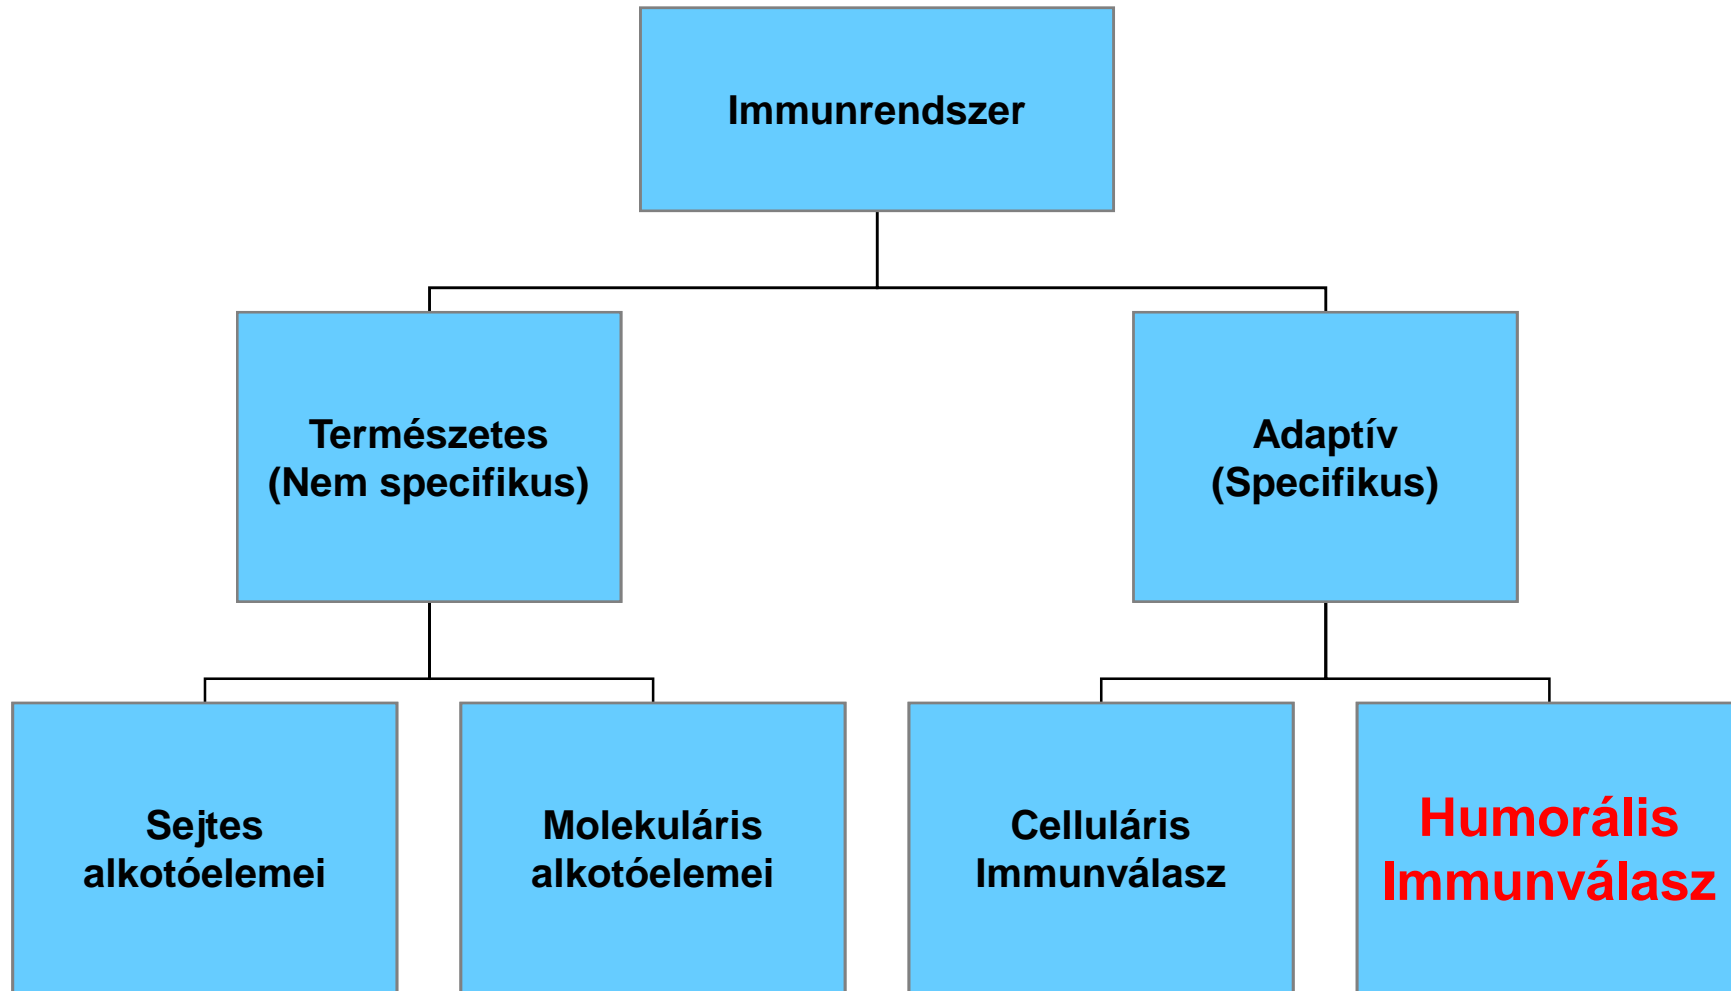 Immunrendszer
Természetes
(Nem specifikus)
Adaptív
(Specifikus)
Sejtes
alkotóelemei
Molekuláris
alkotóelemei
Celluláris
Immunválasz
Humorális
Immunválasz